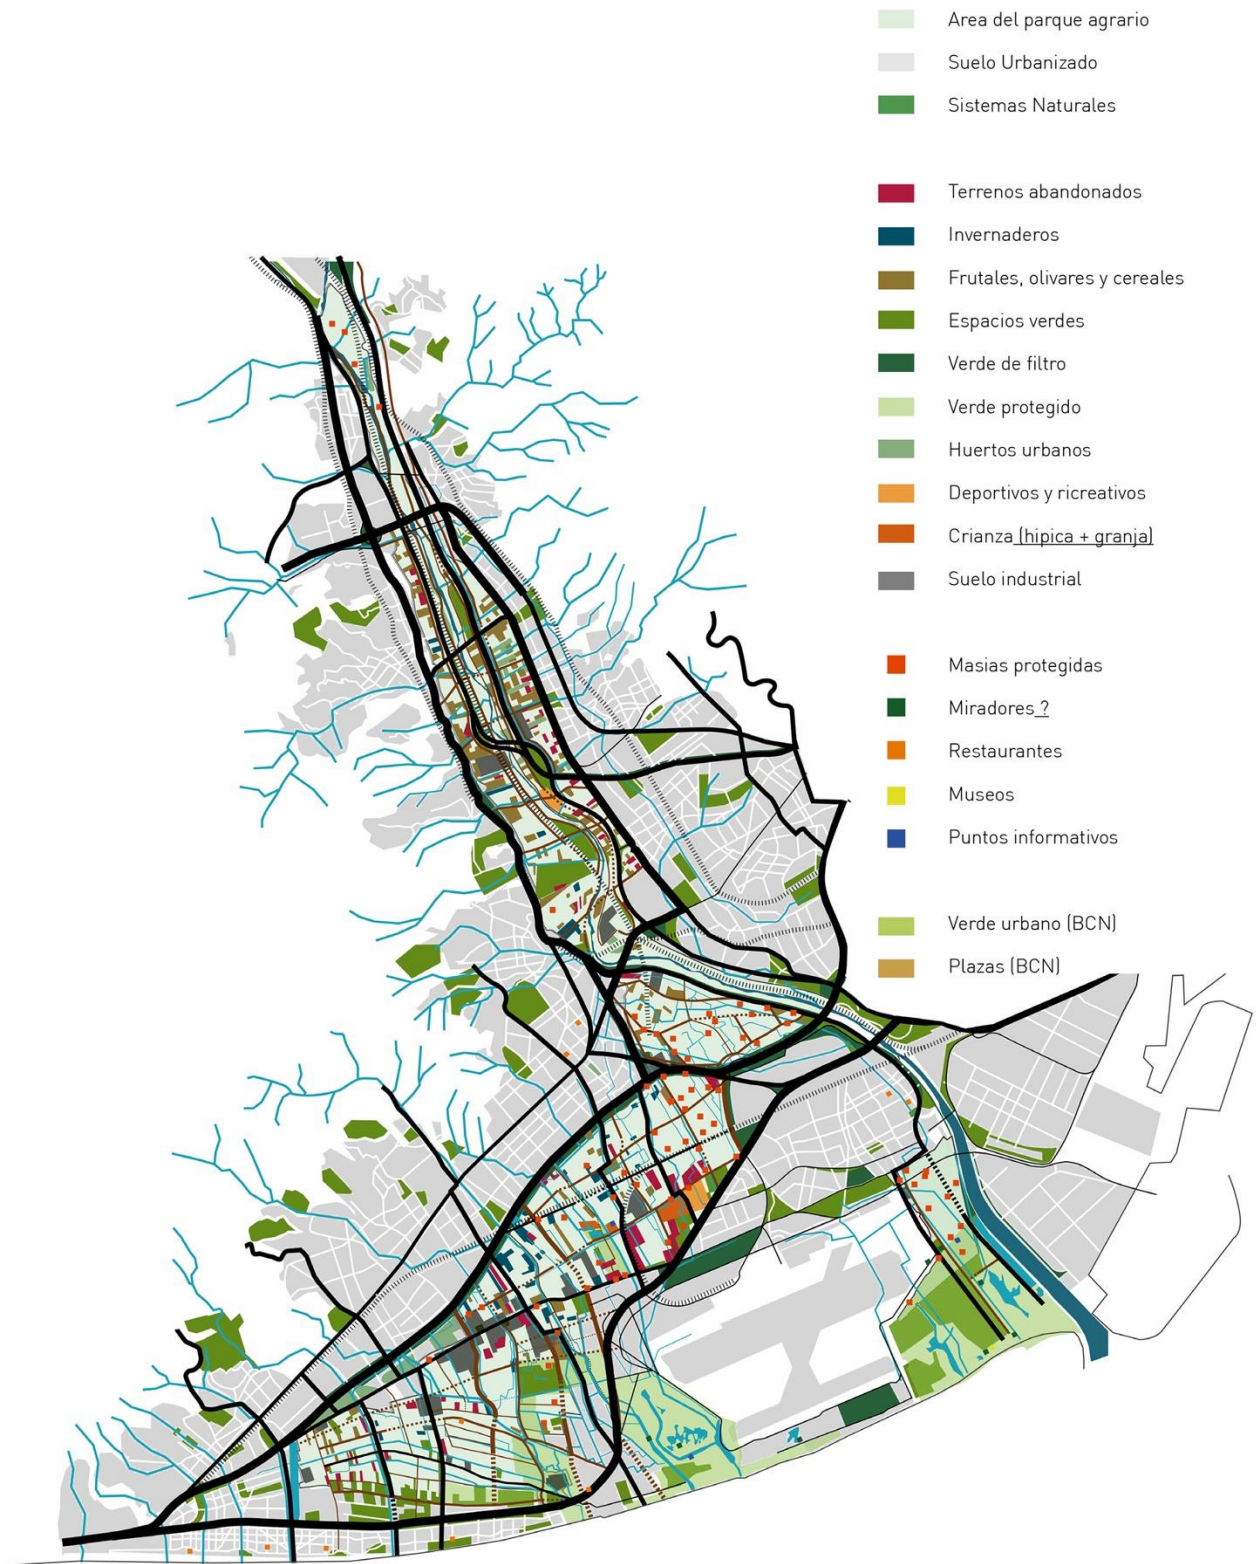 Area del parque agrario
Suelo Urbanizado
Sistemas Naturales
Terrenos abandonados
Invernaderos
Frutales, olivares y cereales
Espacios verdes
Verde de filtro
Verde protegido
Huertos urbanos
Deportivos y ricreativos
Crianza (hipica + granja)
Suelo industrial
Masias protegidas
Miradores ?
Restaurantes
Museos
Puntos informativos
Verde urbano (BCN)
Plazas (BCN)